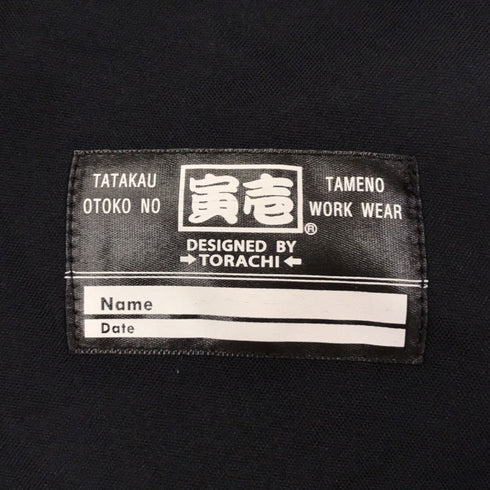 TATAKAU
OTOKO NO
寅壱®
TAMENO
WORK WEAR
DESIGNED BY
→TORACHI←
Name
Date